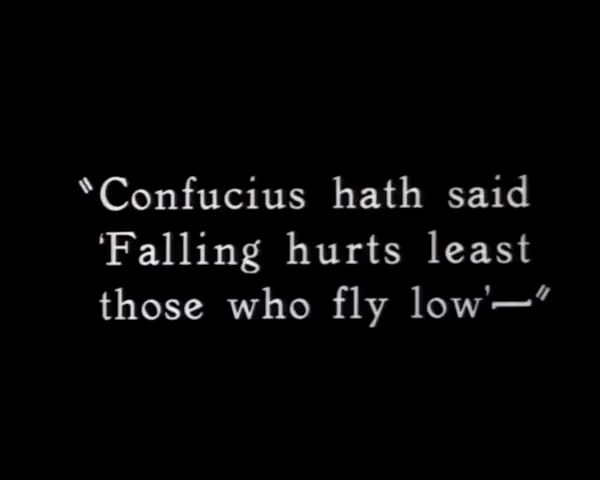 "Confucius hath said
'Falling hurts least
those who fly low'—"